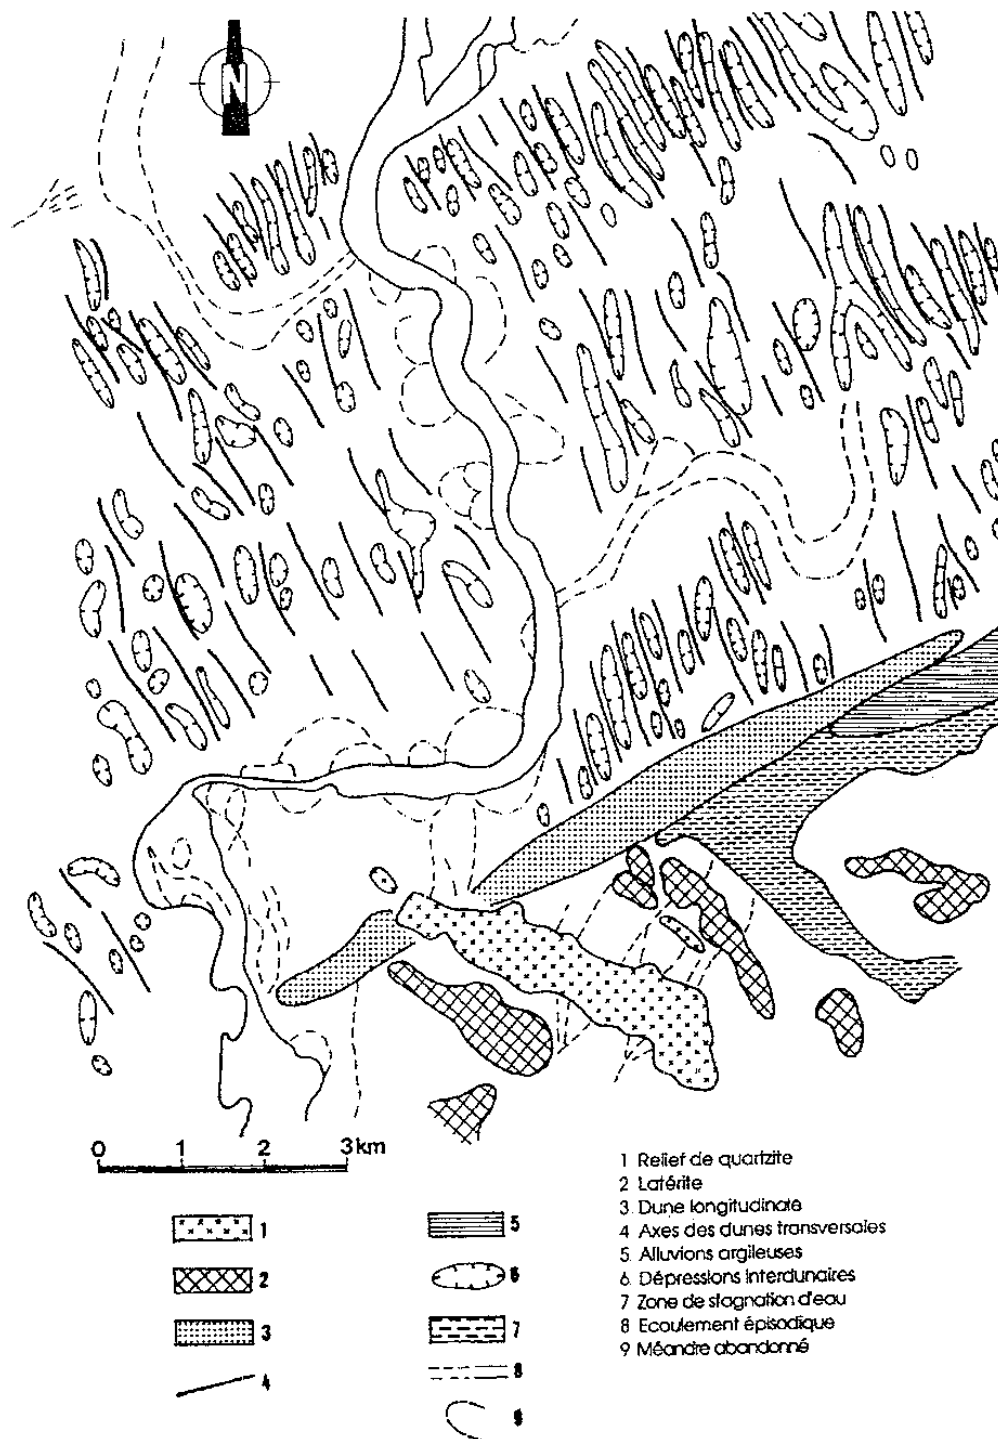 N
0 1 2 3 km
1
2
3
4
5
6
7
8
9
1 Relief de quartzite
2 Latérite
3 Dune longitudinale
4 Axes des dunes transversales
5 Alluvions argileuses
6 Dépressions interdunaires
7 Zone de stagnation d'eau
8 Ecoulement épisodique
9 Méandre abandonné